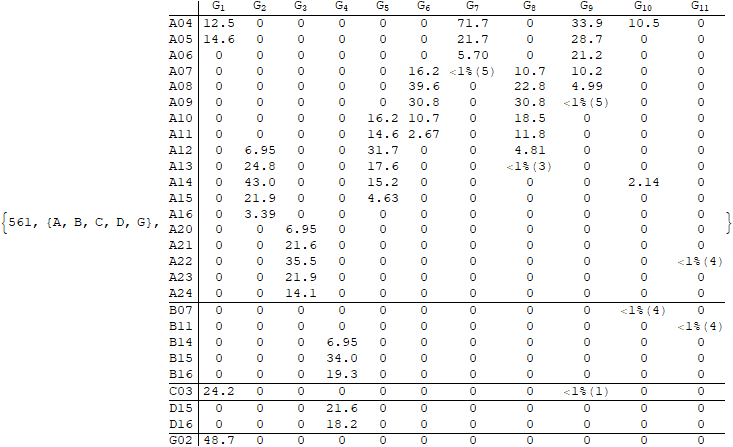 G1 G2 G3 G4 G5 G6 G7 G8 G9 G10 G11
A04 12.5 0 0 0 0 0 71.7 0 33.9 10.5 0
A05 14.6 0 0 0 0 0 21.7 0 28.7 0 0
A06 0 0 0 0 0 0 5.70 0 21.2 0 0
A07 0 0 0 0 0 16.2 <1%(5) 10.7 10.2 0 0
A08 0 0 0 0 0 39.6 0 22.8 4.99 0 0
A09 0 0 0 0 0 30.8 0 30.8 <1%(5) 0 0
A10 0 0 0 0 16.2 10.7 0 18.5 0 0 0
A11 0 0 0 0 14.6 2.67 0 11.8 0 0 0
A12 0 6.95 0 0 31.7 0 0 4.81 0 0 0
A13 0 24.8 0 0 17.6 0 0 <1%(3) 0 0 0
A14 0 43.0 0 0 15.2 0 0 0 0 2.14 0
A15 0 21.9 0 0 4.63 0 0 0 0 0 0
{561, {A, B, C, D, G}, A16 0 3.39 0 0 0 0 0 0 0 0 0 }
A20 0 0 6.95 0 0 0 0 0 0 0 0
A21 0 0 21.6 0 0 0 0 0 0 0 0
A22 0 0 35.5 0 0 0 0 0 0 0 <1%(4)
A23 0 0 21.9 0 0 0 0 0 0 0 0
A24 0 0 14.1 0 0 0 0 0 0 0 0
B07 0 0 0 0 0 0 0 0 0 <1%(4) 0
B11 0 0 0 0 0 0 0 0 0 0 <1%(4)
B14 0 0 0 6.95 0 0 0 0 0 0 0
B15 0 0 0 34.0 0 0 0 0 0 0 0
B16 0 0 0 19.3 0 0 0 0 0 0 0
C03 24.2 0 0 0 0 0 0 0 <1%(1) 0 0
D15 0 0 0 21.6 0 0 0 0 0 0 0
D16 0 0 0 18.2 0 0 0 0 0 0 0
G02 48.7 0 0 0 0 0 0 0 0 0 0